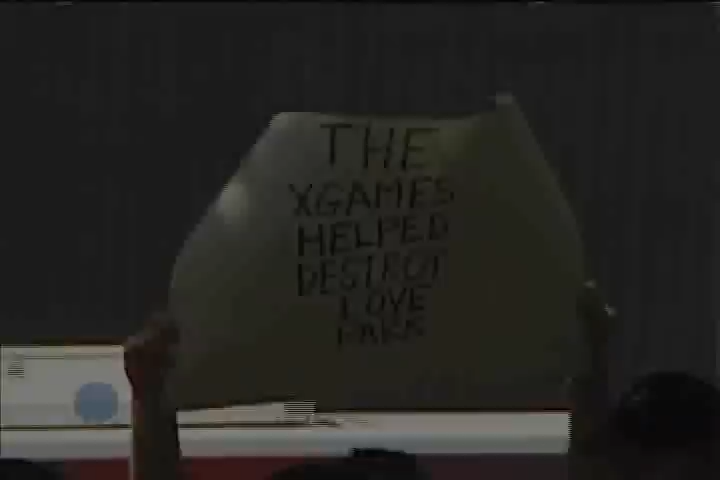 THE
XGAMES
HELPED
DESTROY
LOVE
PARK